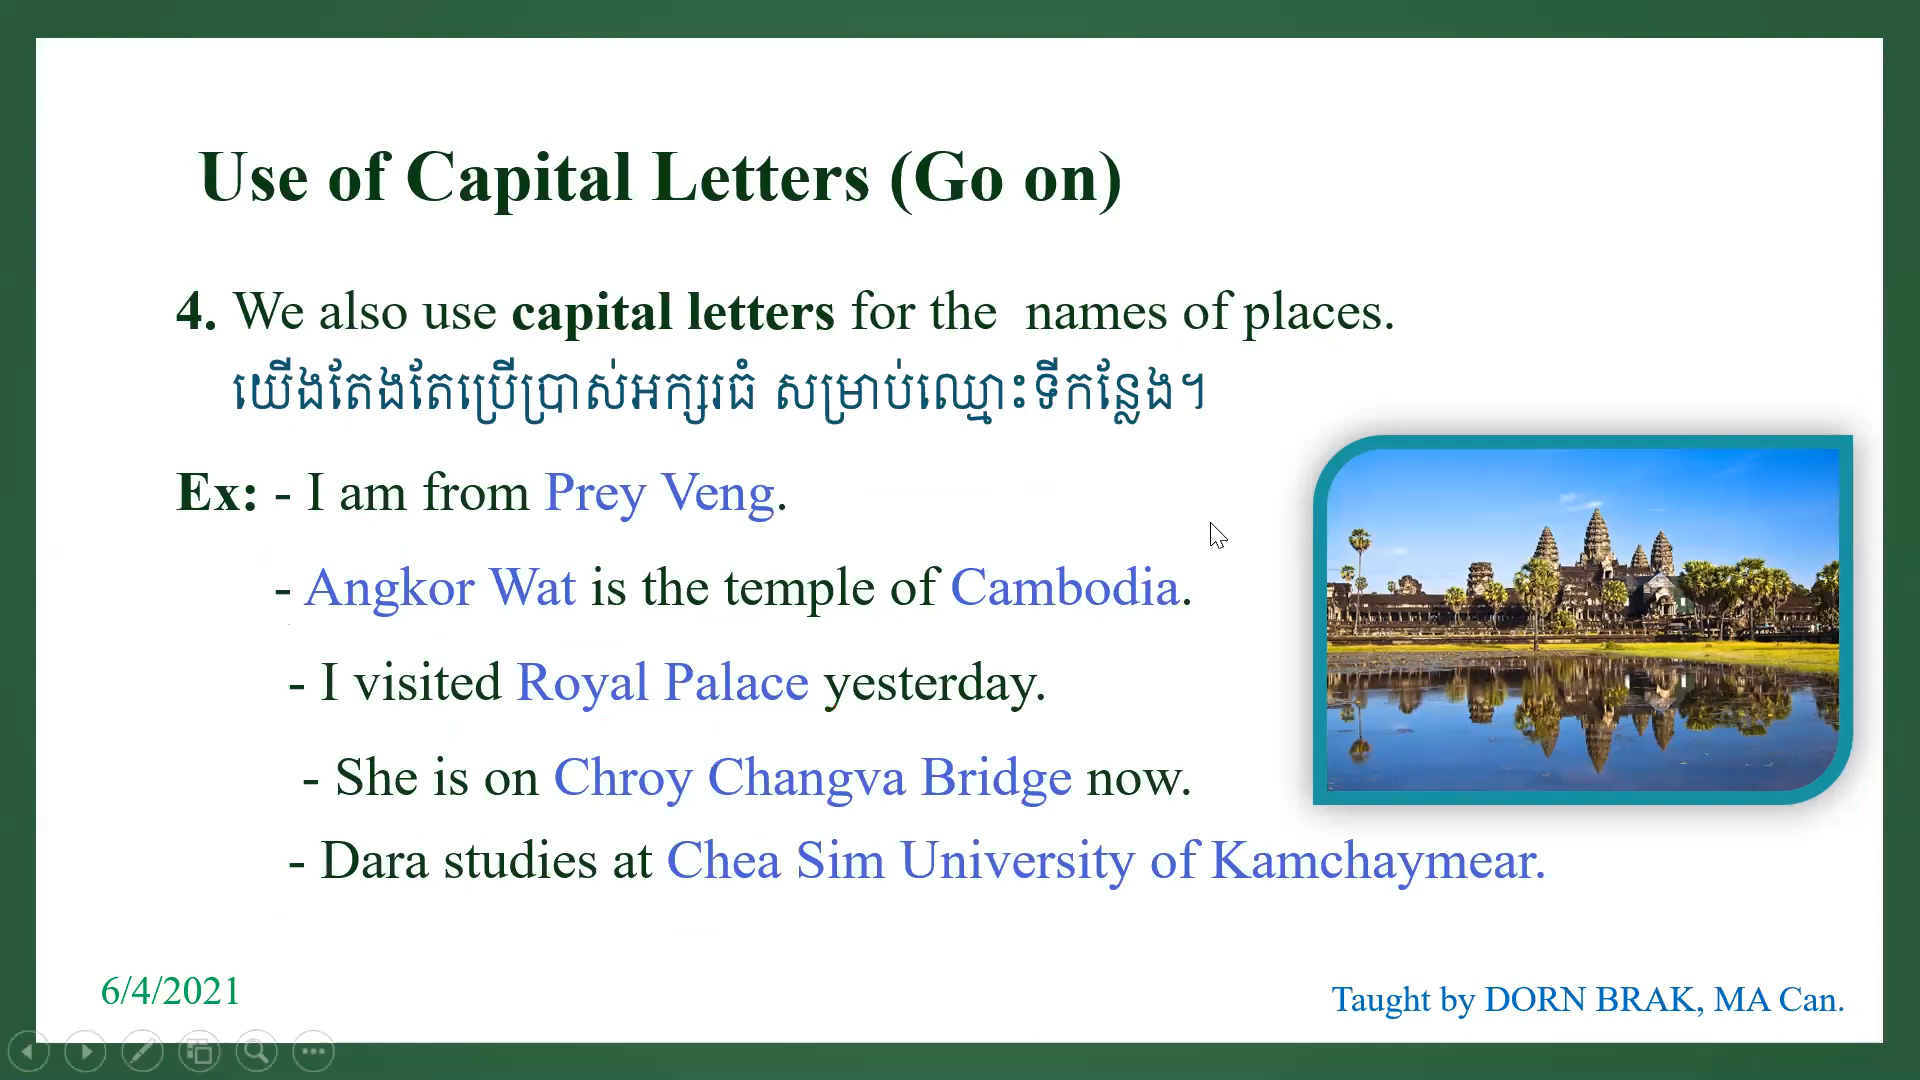 Use of Capital Letters (Go on)
4. We also use capital letters for the names of places.
យើងតែងតែប្រើប្រាស់អក្សរធំ សម្រាប់ឈ្មោះទីកន្លែង។
Ex: - I am from Prey Veng.
- Angkor Wat is the temple of Cambodia.
- I visited Royal Palace yesterday.
- She is on Chroy Changva Bridge now.
- Dara studies at Chea Sim University of Kamchaymear.
6/4/2021
Taught by DORN BRAK, MA Can.